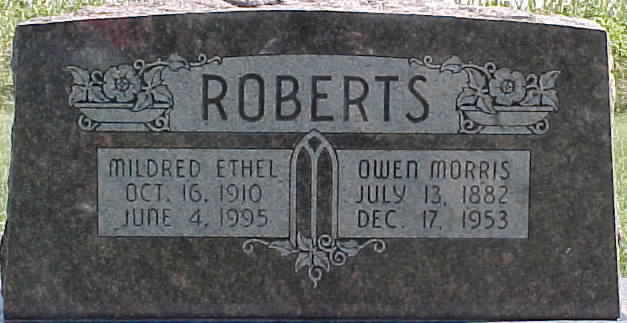 ROBERTS
MILDRED ETHEL
OCT. 16, 1910
JUNE 4, 1995
OWEN MORRIS
JULY 13, 1882
DEC. 17, 1953